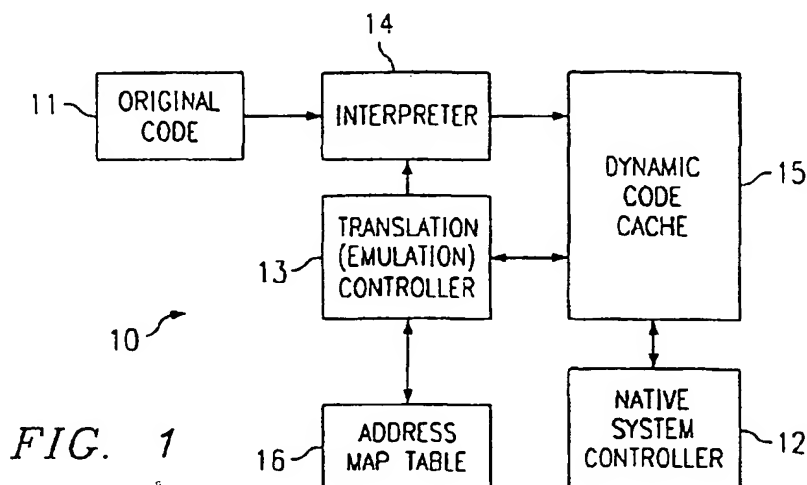 14
11
ORIGINAL
CODE
INTERPRETER
DYNAMIC
CODE
CACHE
15
TRANSLATION
(EMULATION)
CONTROLLER
13
10
FIG. 1
16
ADDRESS
MAP TABLE
NATIVE
SYSTEM
CONTROLLER
12